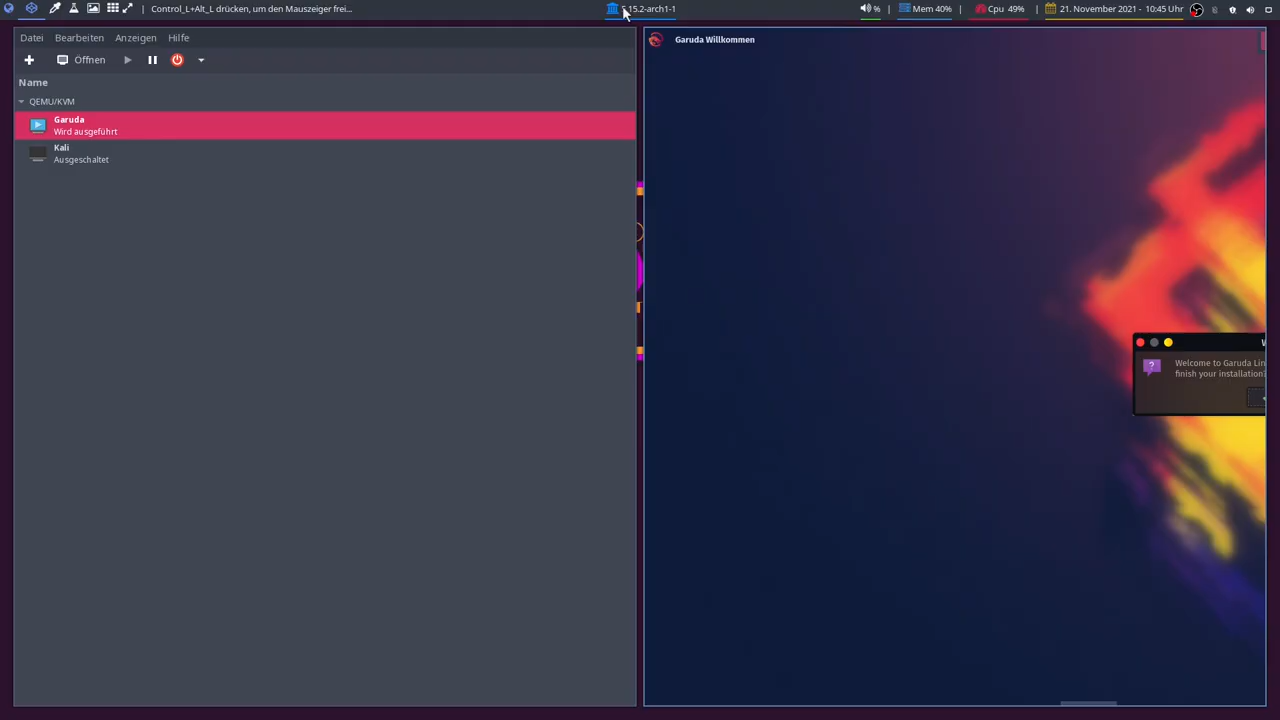 Control_L+Alt_L drücken, um den Mauszeiger frei...
5.15.2-arch1-1
%
Mem 40%
Cpu 49%
21. November 2021 - 10:45 Uhr
Datei Bearbeiten Anzeigen Hilfe
Öffnen
Name
QEMU/KVM
Garuda
Wird ausgeführt
Kali
Ausgeschaltet
Garuda Willkommen
Welcome to Garuda Lin
finish your installation?